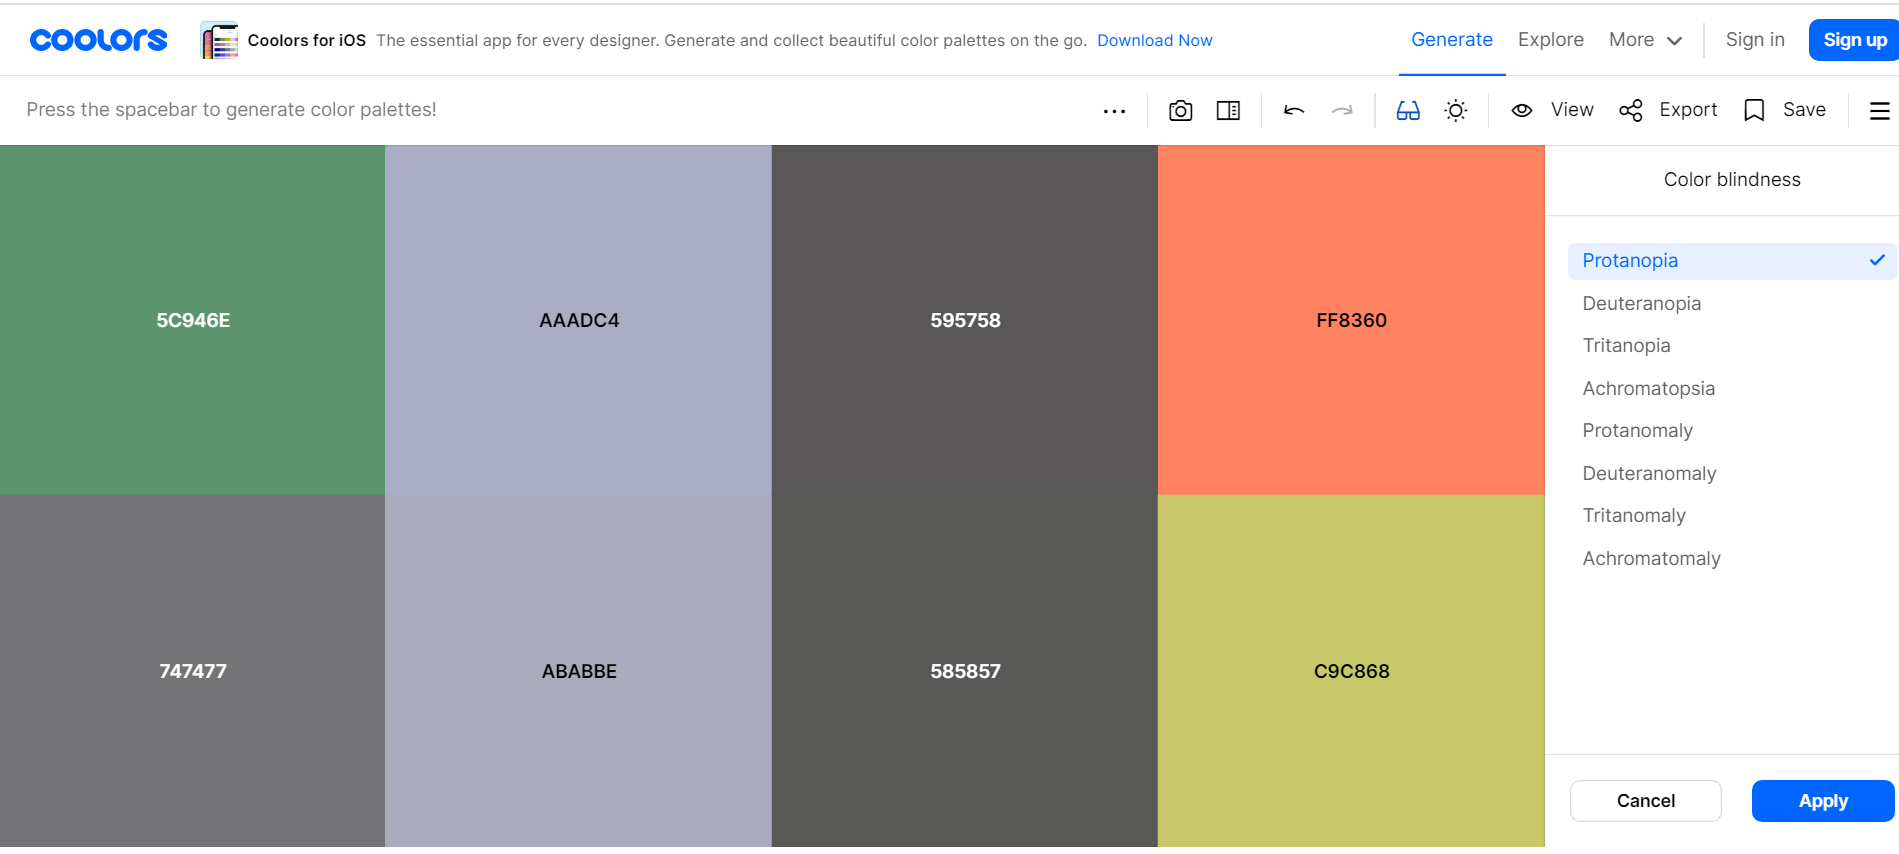 coolors
Coolors for iOS The essential app for every designer. Generate and collect beautiful color palettes on the go. Download Now
Generate Explore More Sign in Sign up
Press the spacebar to generate color palettes!
View Export Save
Color blindness
5C946E AAADC4 595758 FF8360
747477 ABABBE 585857 C9C868
Protanopia
Deuteranopia
Tritanopia
Achromatopsia
Protanomaly
Deuteranomaly
Tritanomaly
Achromatomaly
Cancel Apply